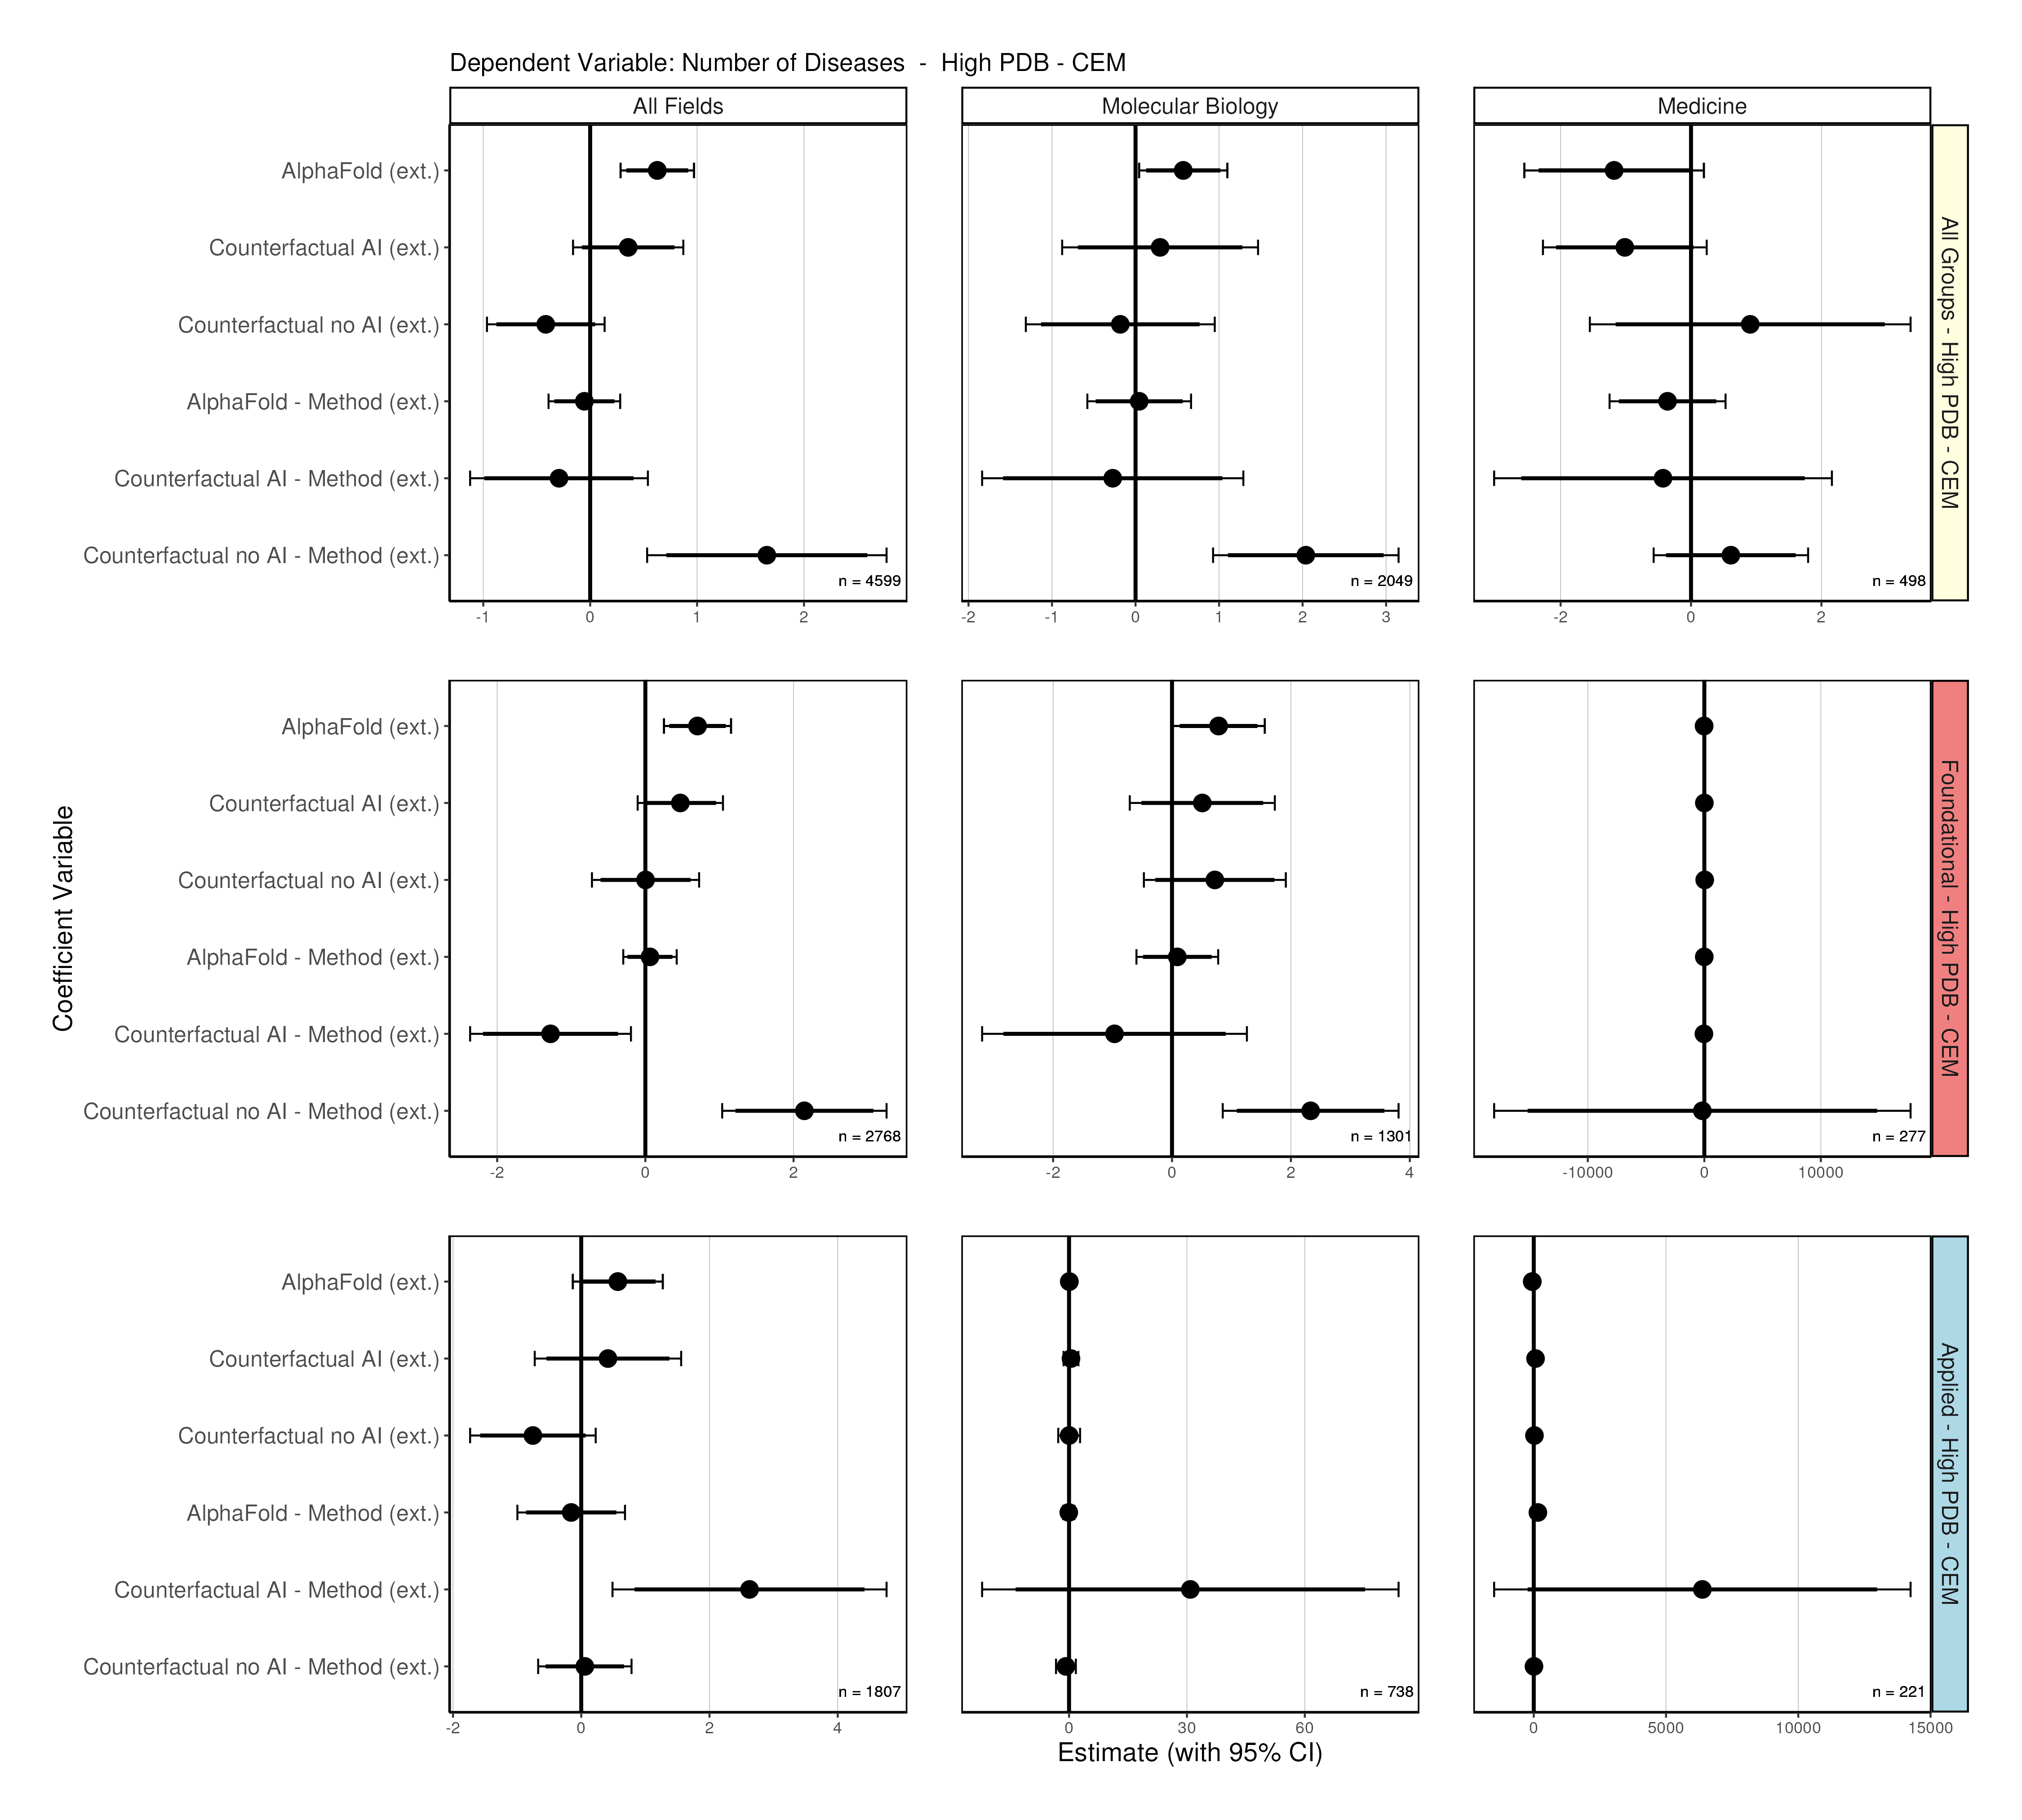 Dependent Variable: Number of Diseases - High PDB - CEM
All Fields
Molecular Biology
Medicine
AlphaFold (ext.)
Counterfactual AI (ext.)
Counterfactual no AI (ext.)
AlphaFold - Method (ext.)
Counterfactual AI - Method (ext.)
Counterfactual no AI - Method (ext.)
n = 4599
n = 2049
n = 498
-1 0 1 2
-2 -1 0 1 2 3
-2 0 2
All Groups - High PDB - CEM
Coefficient Variable
AlphaFold (ext.)
Counterfactual AI (ext.)
Counterfactual no AI (ext.)
AlphaFold - Method (ext.)
Counterfactual AI - Method (ext.)
Counterfactual no AI - Method (ext.)
n = 2768
n = 1301
n = 277
-2 0 2
-2 0 2 4
-10000 0 10000
Foundational - High PDB - CEM
AlphaFold (ext.)
Counterfactual AI (ext.)
Counterfactual no AI (ext.)
AlphaFold - Method (ext.)
Counterfactual AI - Method (ext.)
Counterfactual no AI - Method (ext.)
n = 1807
n = 738
n = 221
-2 0 2 4
0 30 60
0 5000 10000 15000
Applied - High PDB - CEM
Estimate (with 95% CI)